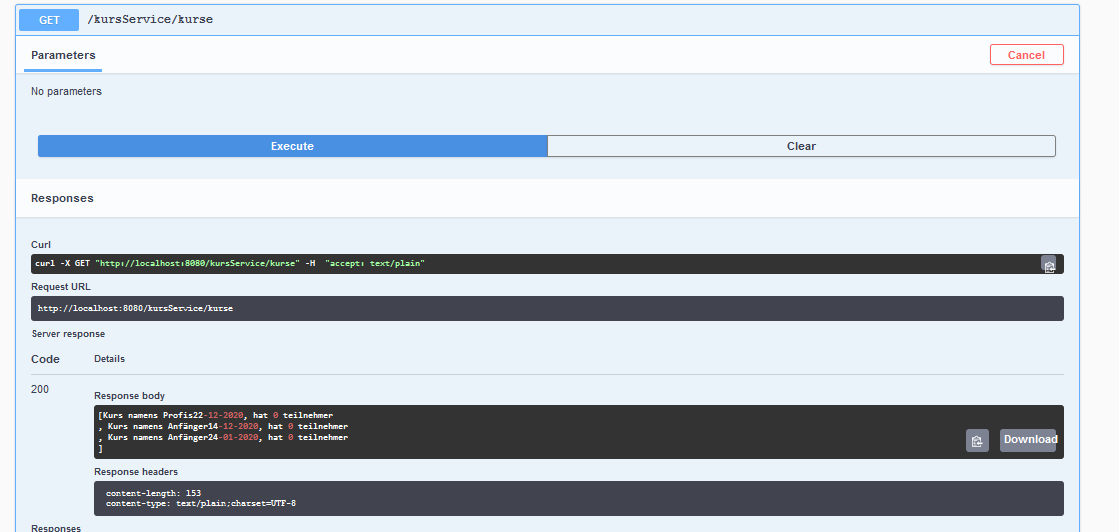 GET /kursService/kurse
Parameters
Cancel
No parameters
Execute
Clear
Responses
Curl
curl -X GET "http://localhost:8080/kursService/kurse" -H  "accept: text/plain"
Request URL
http://localhost:8080/kursService/kurse
Server response
Code Details
200
Response body
[Kurs namens Profis22-12-2020, hat 0 teilnehmer
, Kurs namens Anfänger14-12-2020, hat 0 teilnehmer
, Kurs namens Anfänger24-01-2020, hat 0 teilnehmer
]
Download
Response headers
content-length: 153
content-type: text/plain;charset=UTF-8
Responses